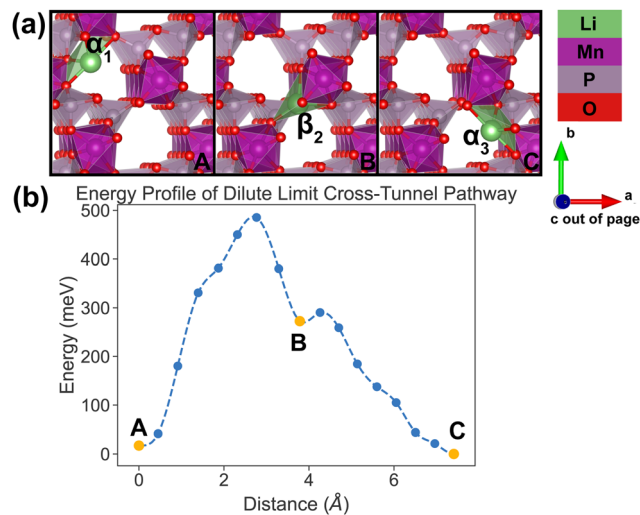 (a)
α1
A
β2
B
α3
C
Li
Mn
P
O
b
a
c out of page
(b)
Energy Profile of Dilute Limit Cross-Tunnel Pathway
Energy (meV)
500
400
300
200
100
0
A
B
C
0
2
4
6
Distance (Å)